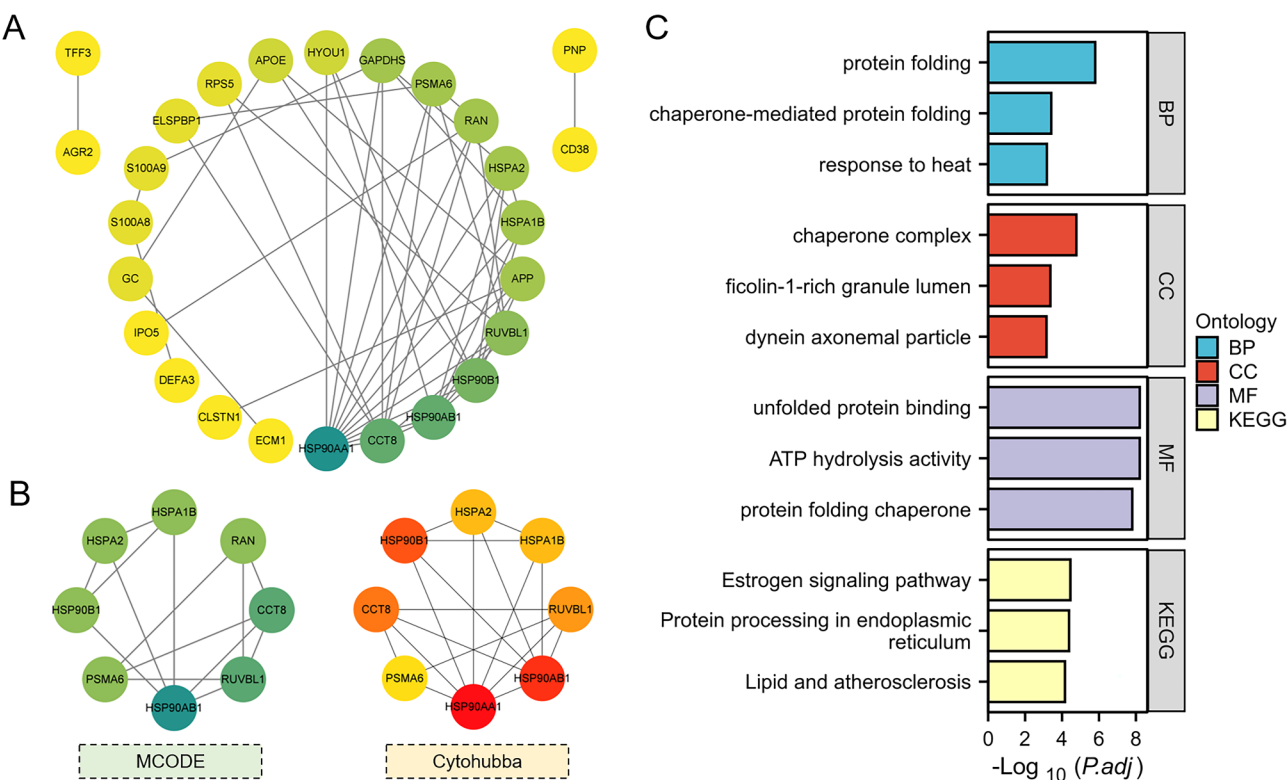 A
TFF3
AGR2
PNP
CD38
HYOU1
GAPDHS
PSMA6
RAN
HSPA2
HSPA1B
APP
RUVBL1
HSP90B1
HSP90AB1
CCT8
HSP90AA1
ECM1
CLSTN1
DEFA3
IPO5
GC
S100A8
S100A9
ELSPBP1
RPS5
APOE
B
HSPA1B
HSPA2
RAN
HSP90B1
CCT8
PSMA6
RUVBL1
HSP90AB1
MCODE
HSPA2
HSP90B1
HSPA1B
CCT8
RUVBL1
PSMA6
HSP90AB1
HSP90AA1
Cytohubba
C
protein folding
chaperone-mediated protein folding
response to heat
BP
chaperone complex
ficolin-1-rich granule lumen
dynein axonemal particle
CC
unfolded protein binding
ATP hydrolysis activity
protein folding chaperone
MF
Estrogen signaling pathway
Protein processing in endoplasmic
reticulum
Lipid and atherosclerosis
KEGG
0 2 4 6 8
-Log 10 (P.adj )
Ontology
BP
CC
MF
KEGG